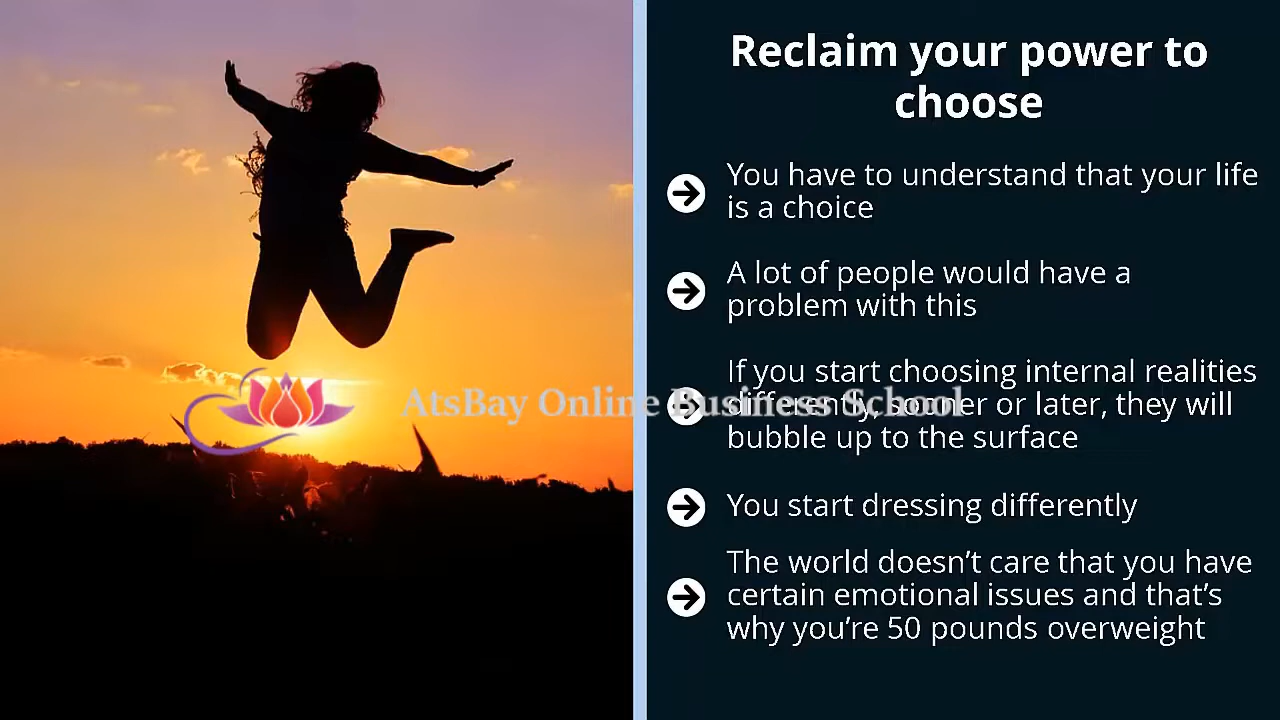 Reclaim your power to
choose
You have to understand that your life
is a choice
A lot of people would have a
problem with this
If you start choosing internal realities
differently, sooner or later, they will
bubble up to the surface
AtsBay Online Business School
You start dressing differently
The world doesn't care that you have
certain emotional issues and that's
why you're 50 pounds overweight